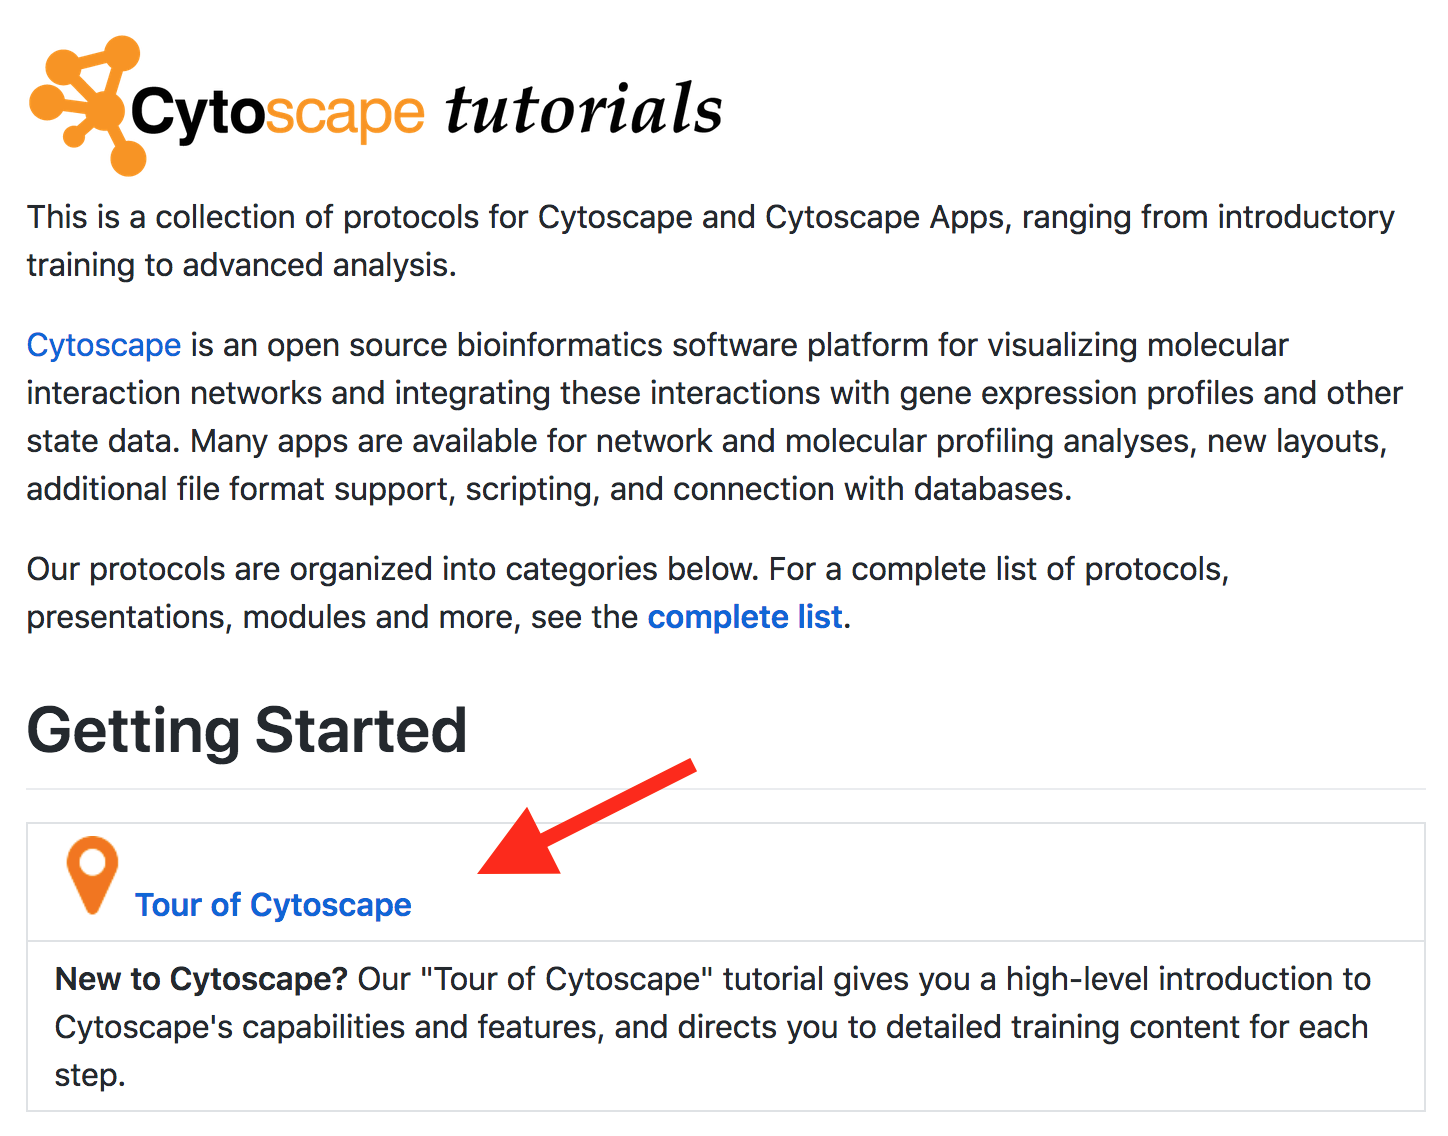 Cytoscape tutorials
This is a collection of protocols for Cytoscape and Cytoscape Apps, ranging from introductory
training to advanced analysis.
Cytoscape is an open source bioinformatics software platform for visualizing molecular
interaction networks and integrating these interactions with gene expression profiles and other
state data. Many apps are available for network and molecular profiling analyses, new layouts,
additional file format support, scripting, and connection with databases.
Our protocols are organized into categories below. For a complete list of protocols,
presentations, modules and more, see the complete list.
Getting Started
Tour of Cytoscape
New to Cytoscape? Our "Tour of Cytoscape" tutorial gives you a high-level introduction to
Cytoscape's capabilities and features, and directs you to detailed training content for each
step.